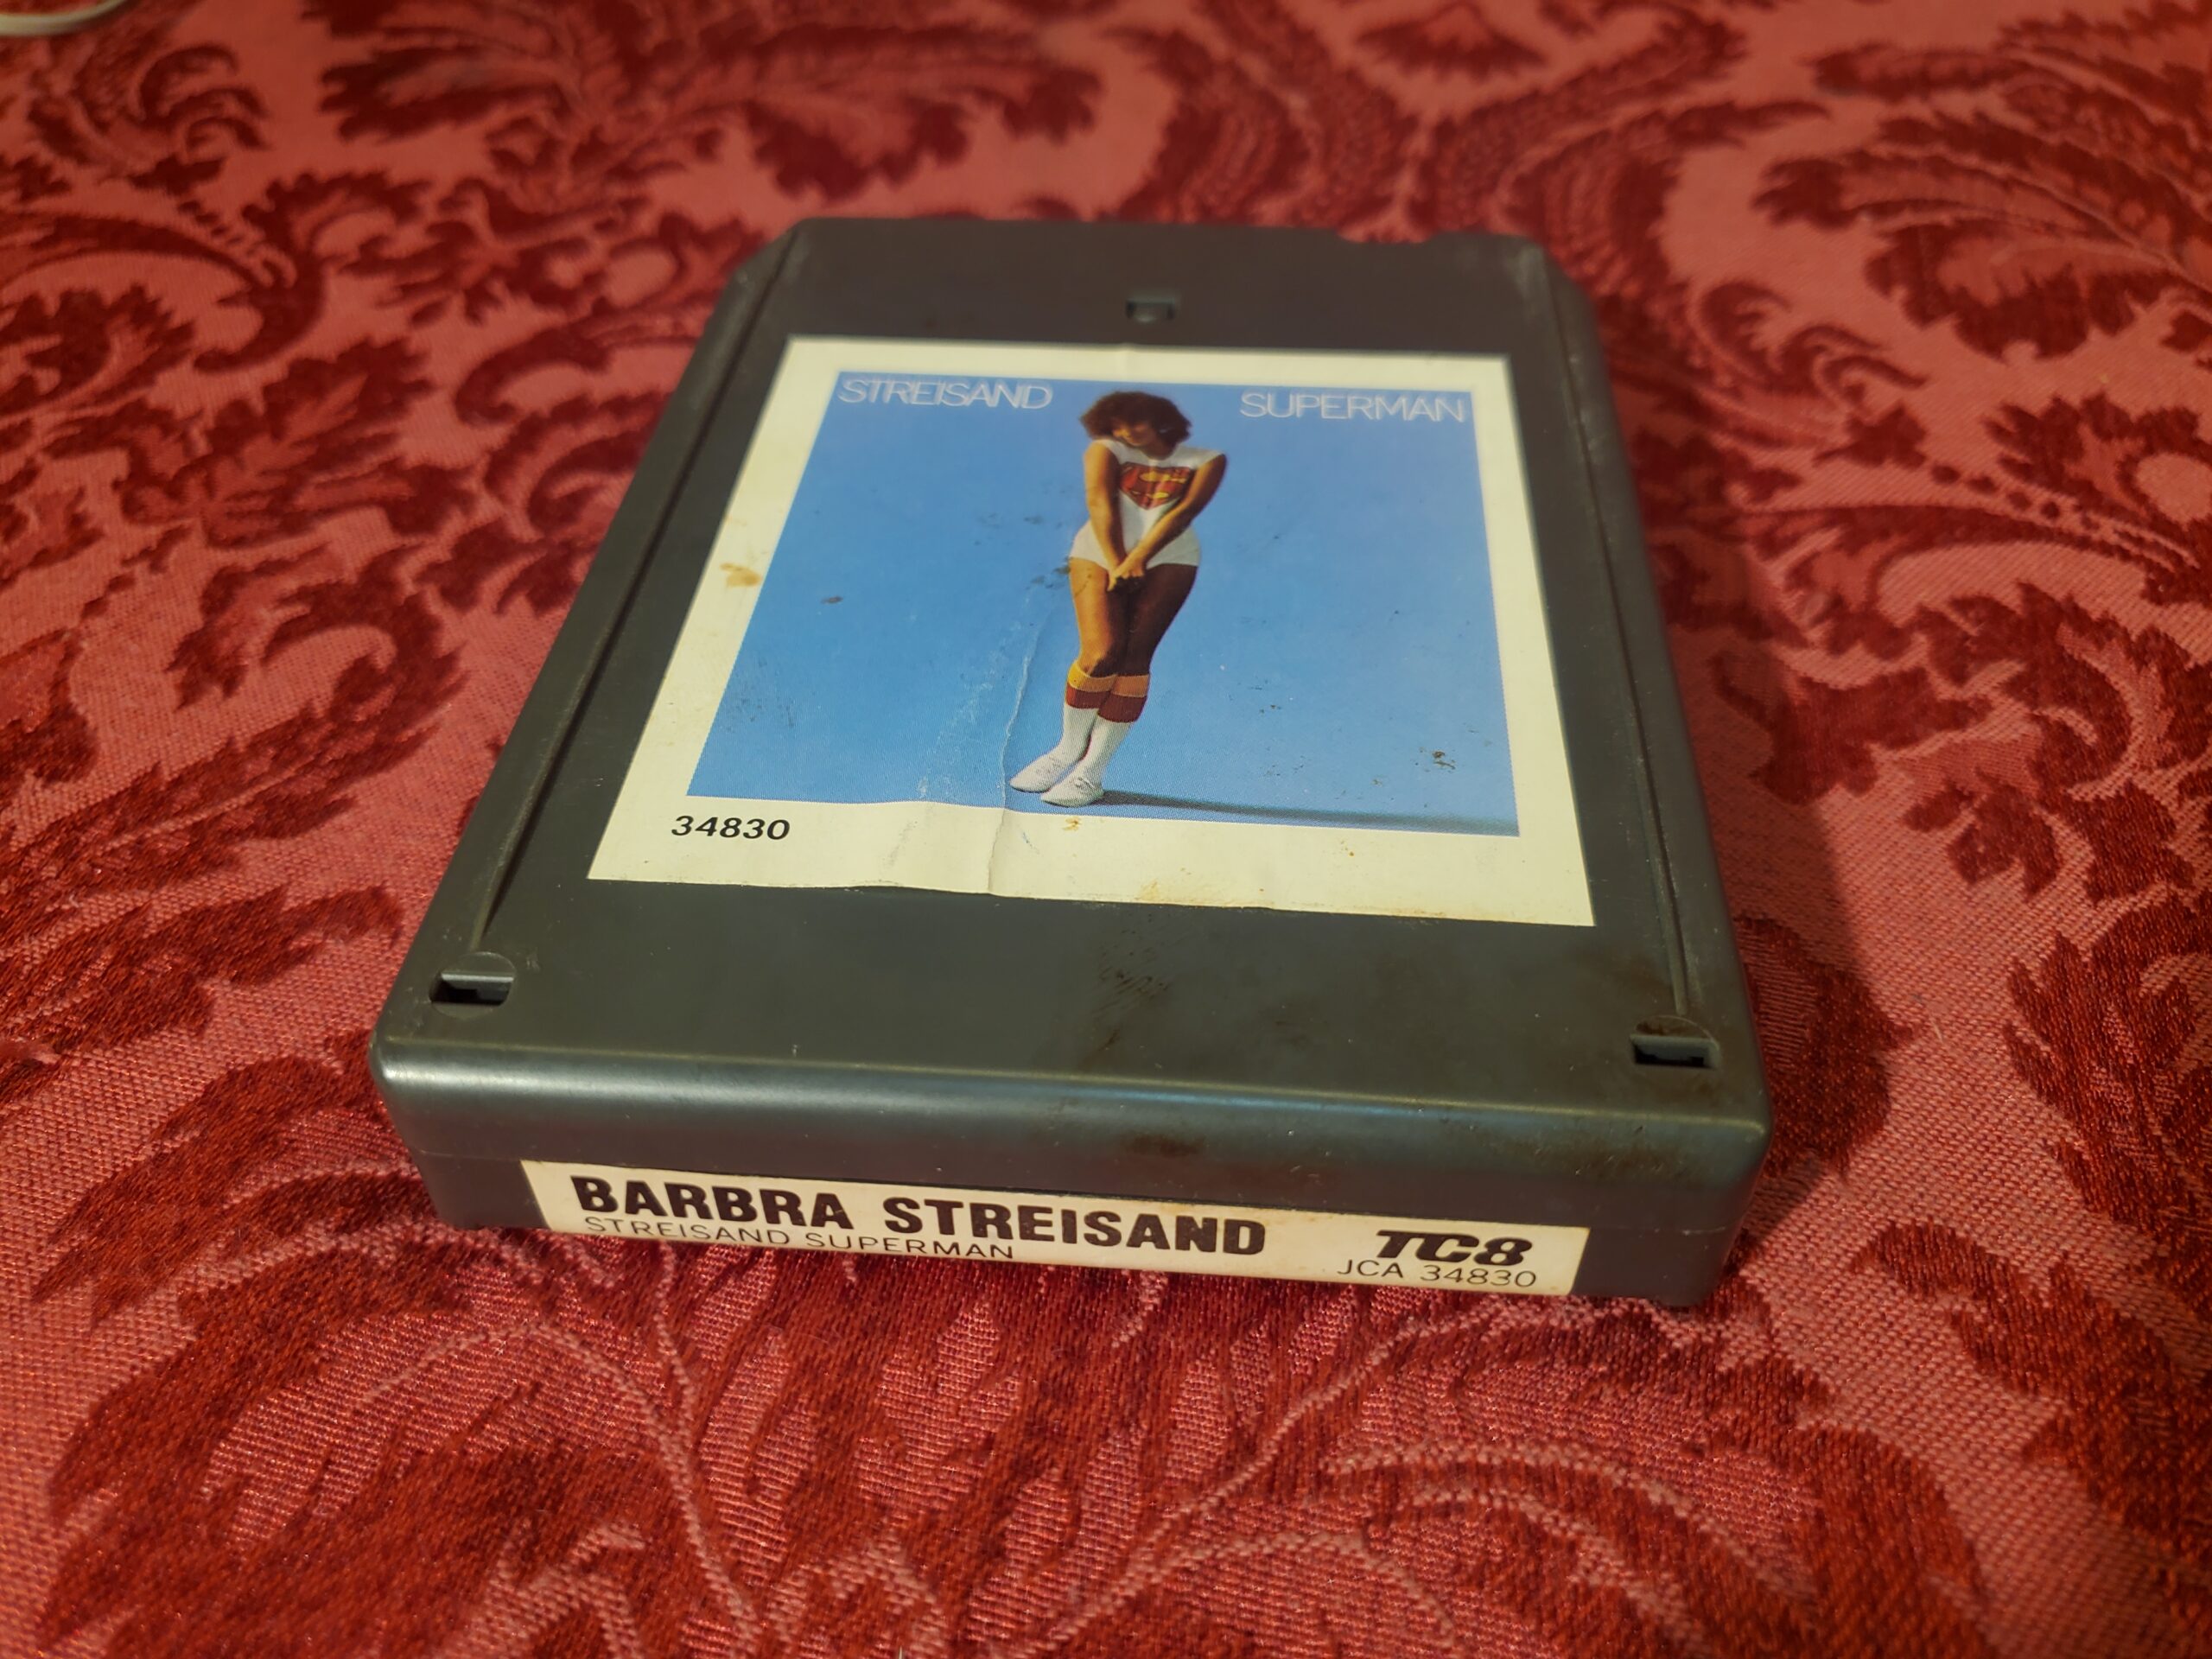 STREISAND SUPERMAN
34830
BARBRA STREISAND TC8
STREISAND SUPERMAN JCA 34830